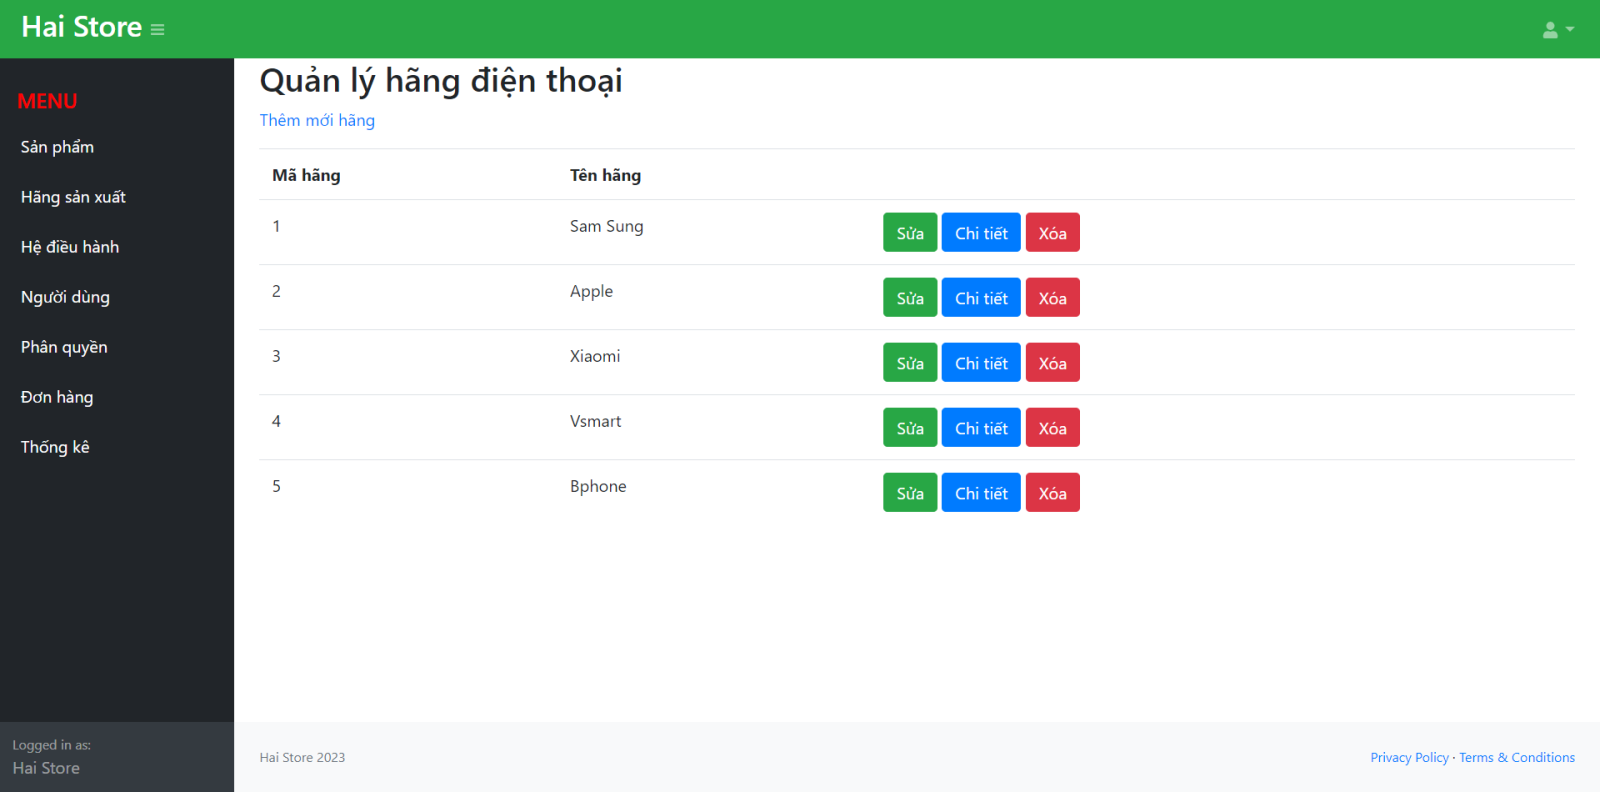 Hai Store
MENU
Sản phẩm
Hãng sản xuất
Hệ điều hành
Người dùng
Phân quyền
Đơn hàng
Thống kê
Logged in as:
Hai Store
Quản lý hãng điện thoại
Thêm mới hãng
Mã hãng Tên hãng
1 Sam Sung Sửa Chi tiết Xóa
2 Apple Sửa Chi tiết Xóa
3 Xiaomi Sửa Chi tiết Xóa
4 Vsmart Sửa Chi tiết Xóa
5 Bphone Sửa Chi tiết Xóa
Hai Store 2023 Privacy Policy · Terms & Conditions